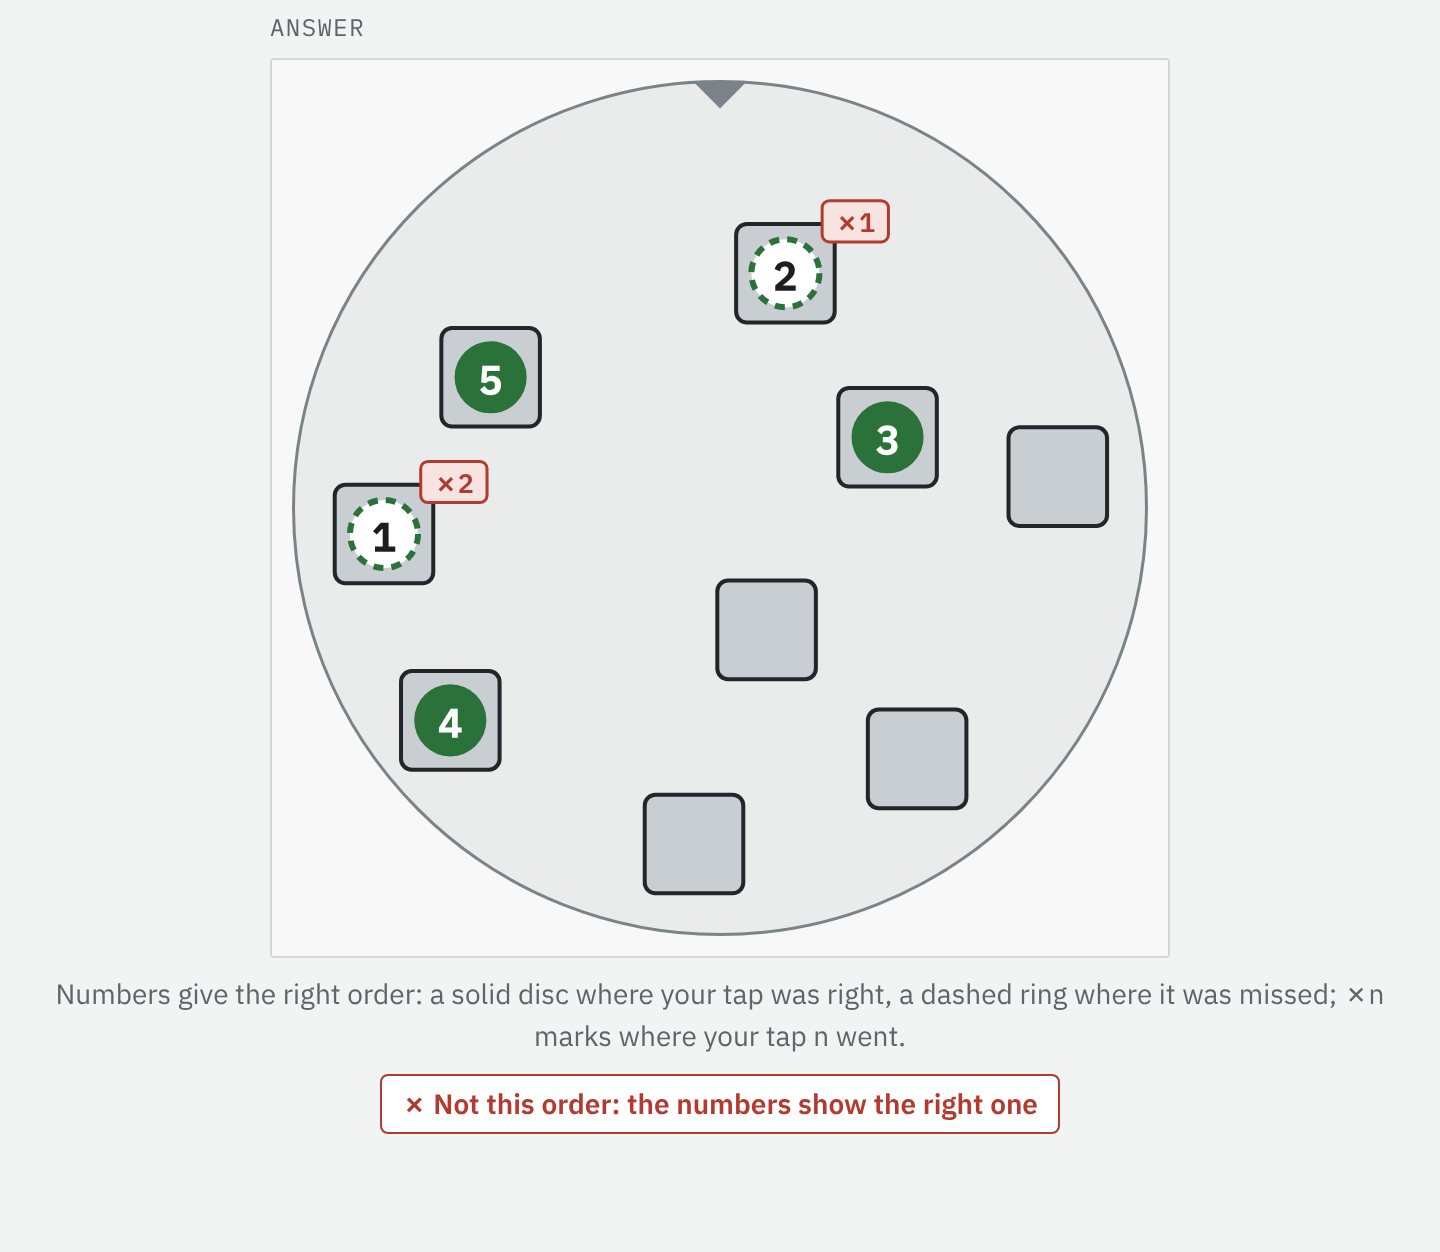 ANSWER
×1
2
5
3
×2
1
4
Numbers give the right order: a solid disc where your tap was right, a dashed ring where it was missed; ×n
marks where your tap n went.
× Not this order: the numbers show the right one